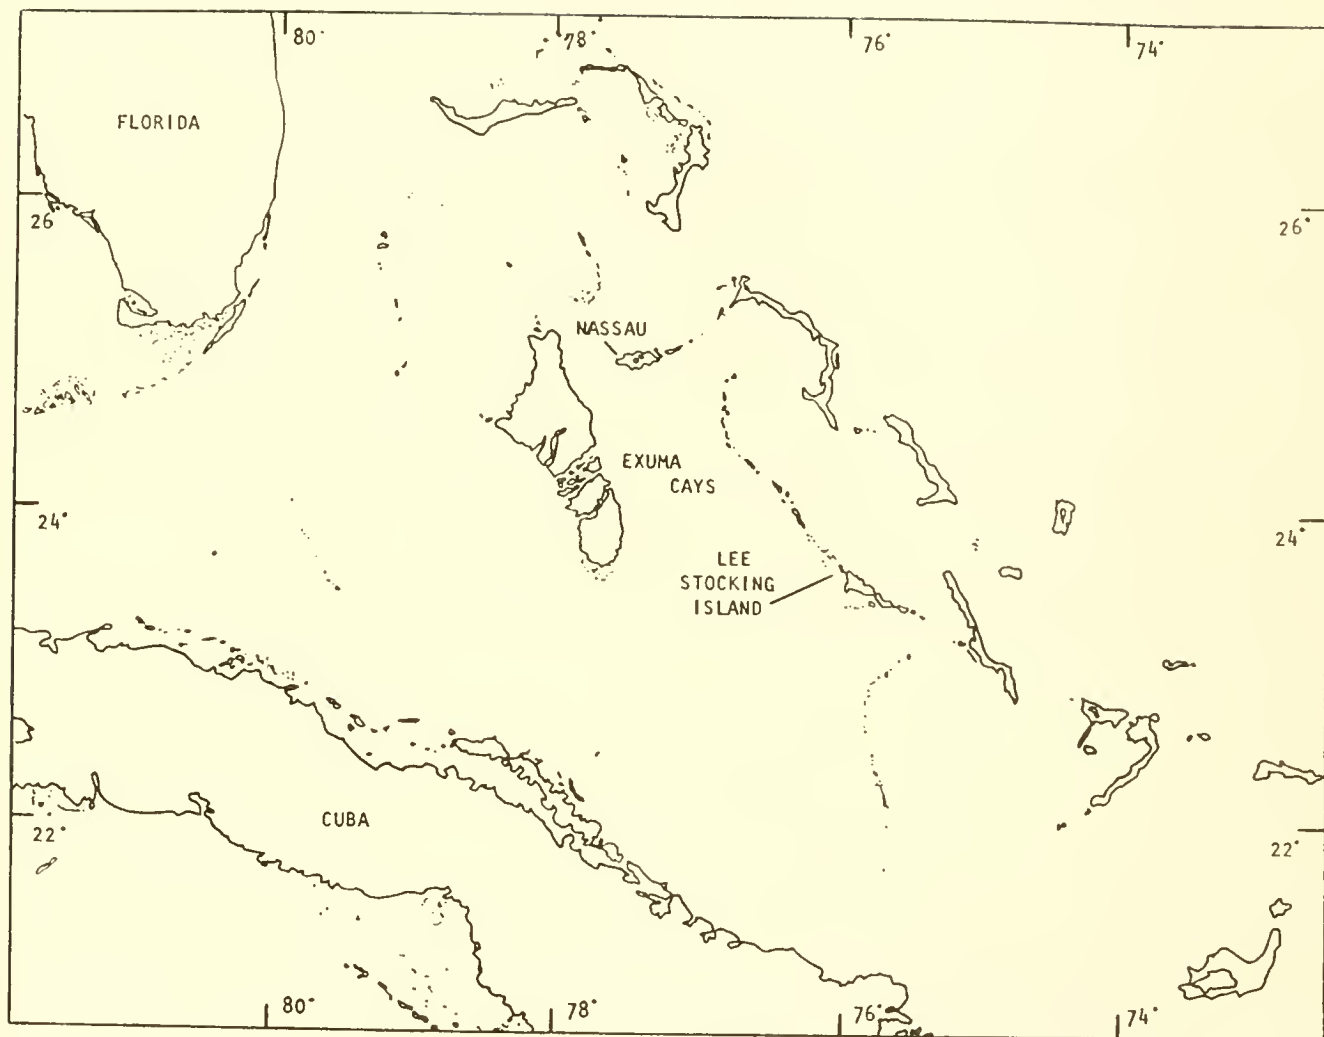 80°
78°
76°
74°
FLORIDA
26°
26°
NASSAU
EXUMA
CAYS
24°
24°
LEE
STOCKING
ISLAND
CUBA
22°
22°
80°
78°
76°
74°